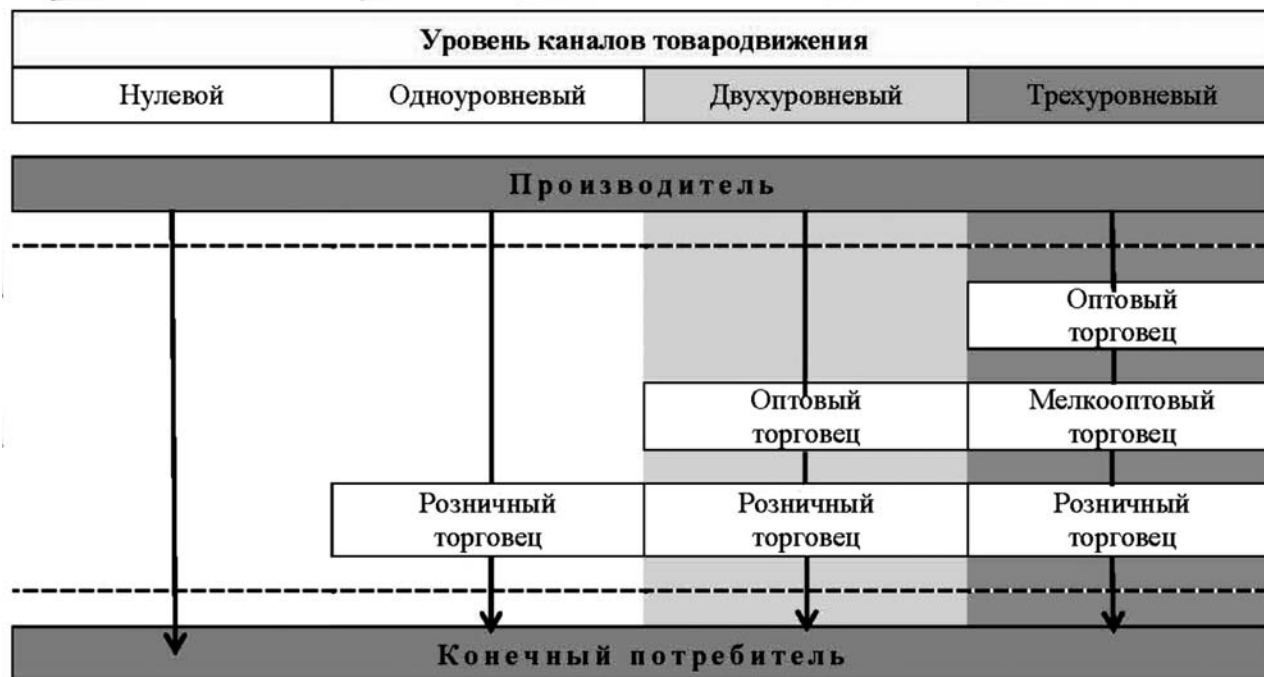 Уровень каналов товародвижения
Нулевой Одноуровневый Двухуровневый Трехуровневый
Производитель
Оптовый
торговец
Оптовый Мелкооптовый
торговец торговец
Розничный Розничный Розничный
торговец торговец торговец
Конечный потребитель